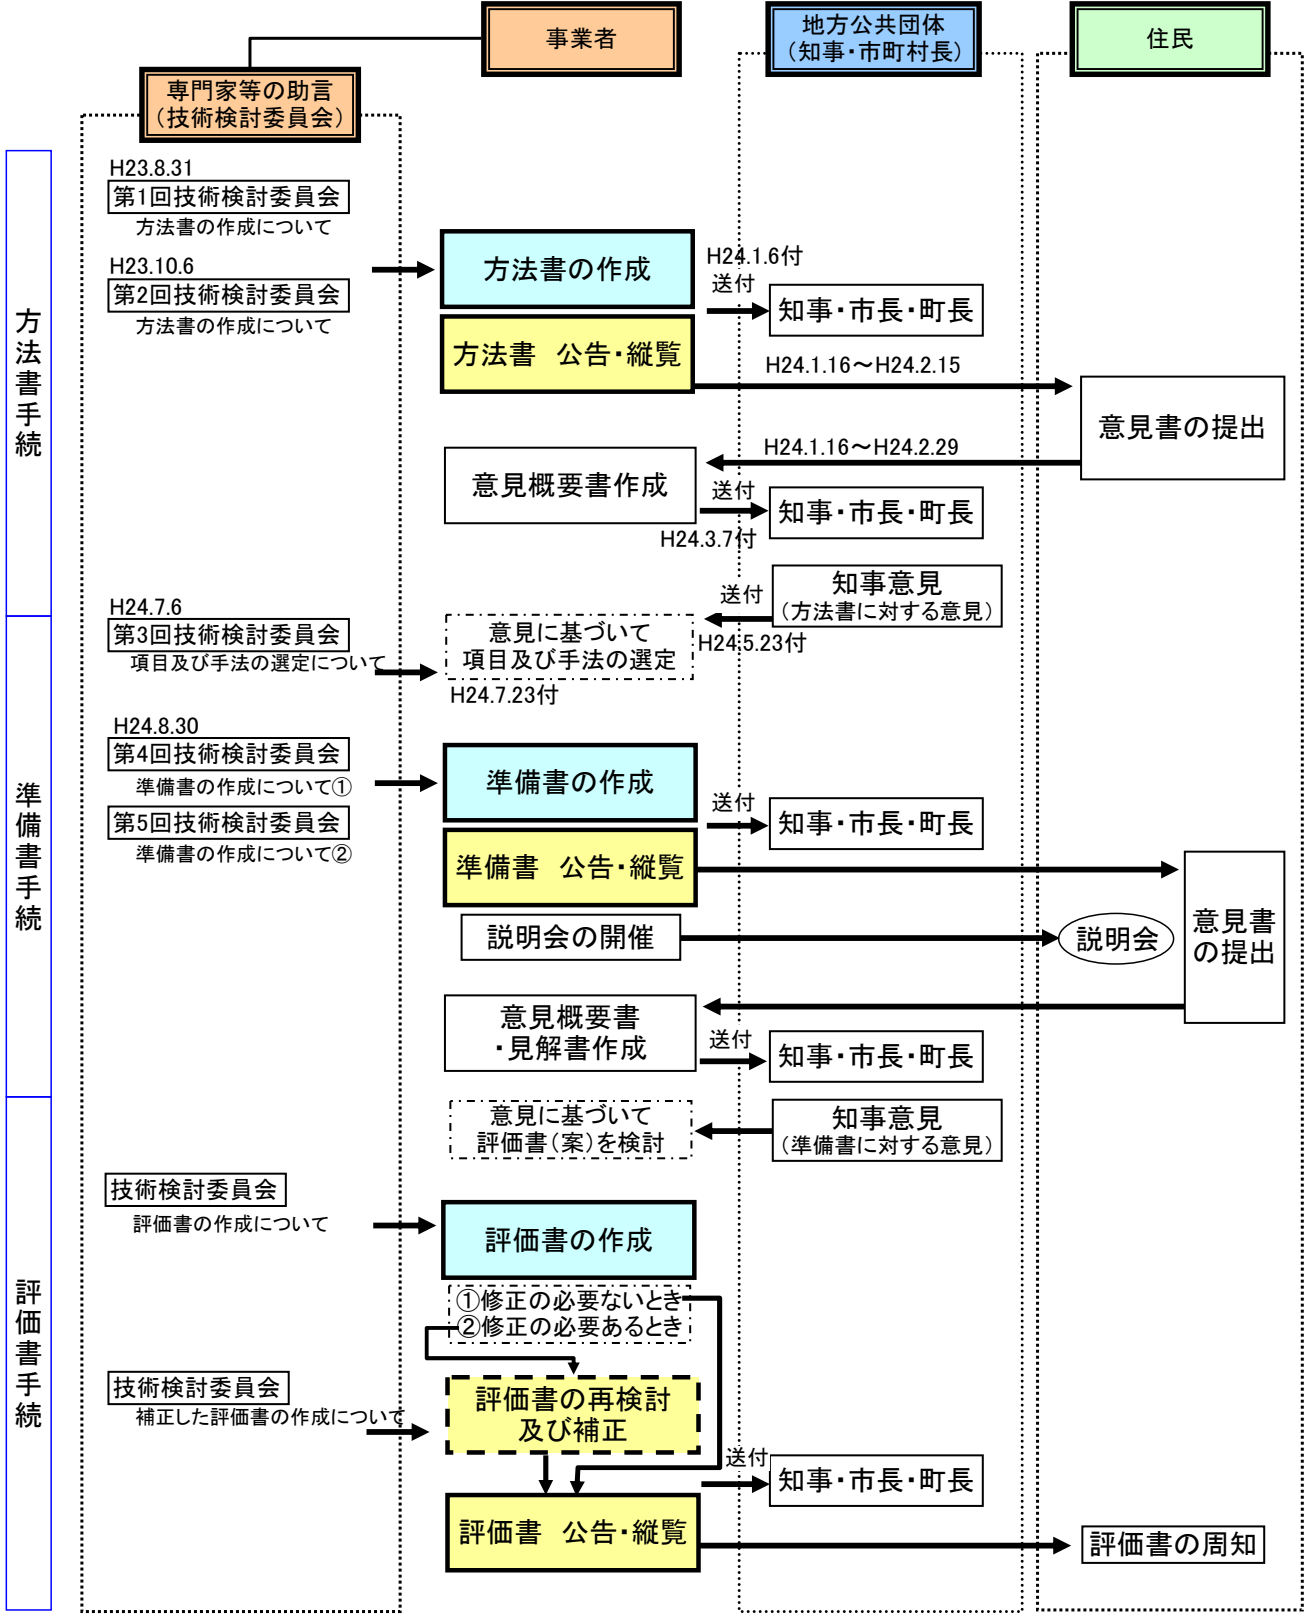 事業者
地方公共団体
（知事・市町村長）
住民
専門家等の助言
（技術検討委員会）
方法書手続
H23.8.31
第1回技術検討委員会
方法書の作成について
H23.10.6
第2回技術検討委員会
方法書の作成について
方法書の作成
H24.1.6付
送付
知事・市長・町長
方法書　公告・縦覧
H24.1.16～H24.2.15
意見書の提出
H24.1.16～H24.2.29
意見概要書作成
送付
知事・市長・町長
H24.3.7付
知事意見
（方法書に対する意見）
送付
H24.5.23付
準備書手続
H24.7.6
第3回技術検討委員会
項目及び手法の選定について
意見に基づいて
項目及び手法の選定
H24.7.23付
H24.8.30
第4回技術検討委員会
準備書の作成について①
第5回技術検討委員会
準備書の作成について②
準備書の作成
送付
知事・市長・町長
準備書　公告・縦覧
意見書
の提出
説明会の開催
説明会
意見概要書
・見解書作成
送付
知事・市長・町長
評価書手続
意見に基づいて
評価書（案）を検討
知事意見
（準備書に対する意見）
技術検討委員会
評価書の作成について
評価書の作成
①修正の必要ないとき
②修正の必要あるとき
技術検討委員会
補正した評価書の作成について
評価書の再検討
及び補正
送付
知事・市長・町長
評価書　公告・縦覧
評価書の周知